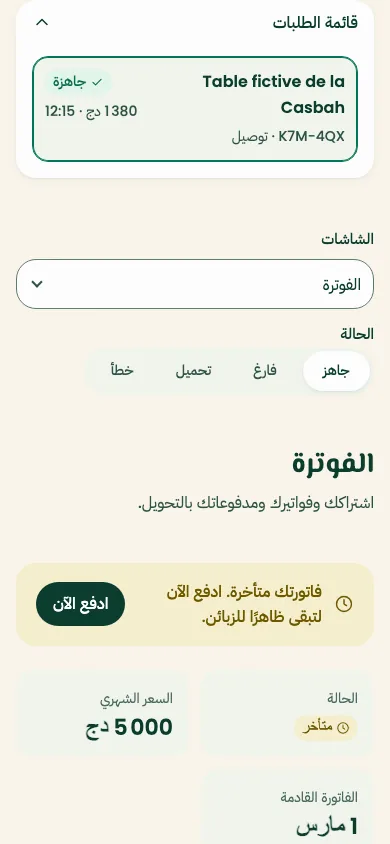 قائمة الطلبات
Table fictive de la
Casbah
جاهزة
1 380 دج · 12:15
K7M-4QX · توصيل
الشاشات
الفوترة
الحالة
جاهز
فارغ
تحميل
خطأ
الفوترة
اشتراكك وفواتيرك ومدفوعاتك بالتحويل.
فاتورتك متأخرة. ادفع الآن
لتبقى ظاهرًا للزبائن.
ادفع الآن
الحالة
متأخر
السعر الشهري
5 000 دج
الفاتورة القادمة
1 مارس